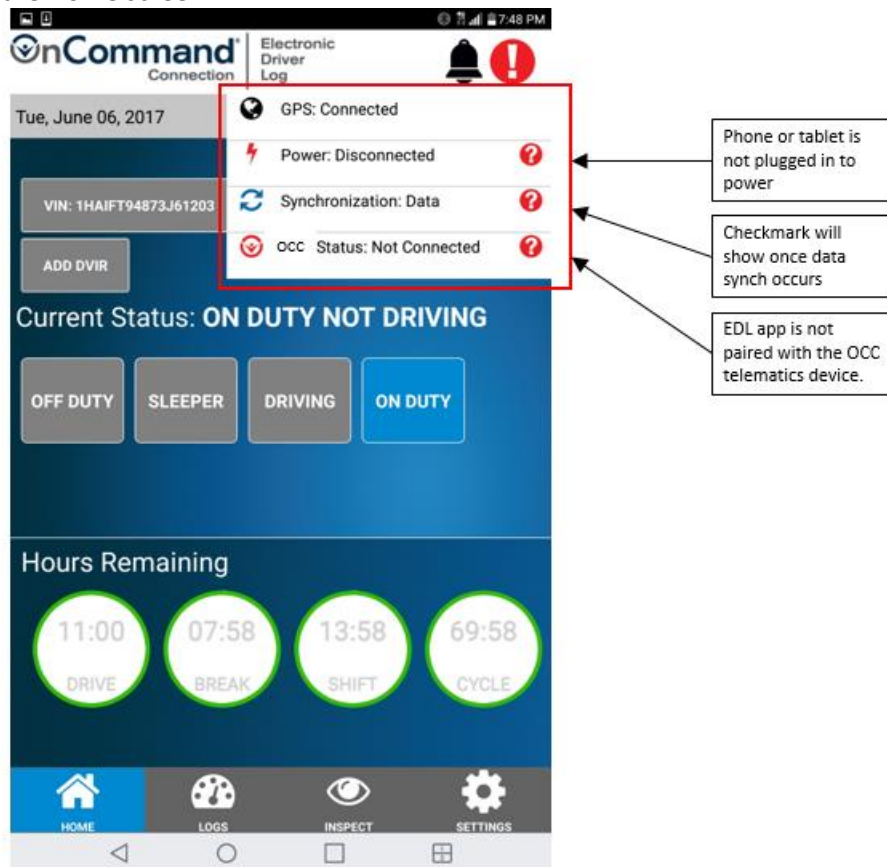 7:48 PM
OnCommand®
Connection
Electronic
Driver
Log
Tue, June 06, 2017
GPS: Connected
Power: Disconnected
Synchronization: Data
OCC Status: Not Connected
VIN: 1HAIFT94873J61203
ADD DVIR
Current Status: ON DUTY NOT DRIVING
OFF DUTY
SLEEPER
DRIVING
ON DUTY
Hours Remaining
11:00
DRIVE
07:58
BREAK
13:58
SHIFT
69:58
CYCLE
HOME
LOGS
INSPECT
SETTINGS
Phone or tablet is
not plugged in to
power
Checkmark will
show once data
synch occurs
EDL app is not
paired with the OCC
telematics device.